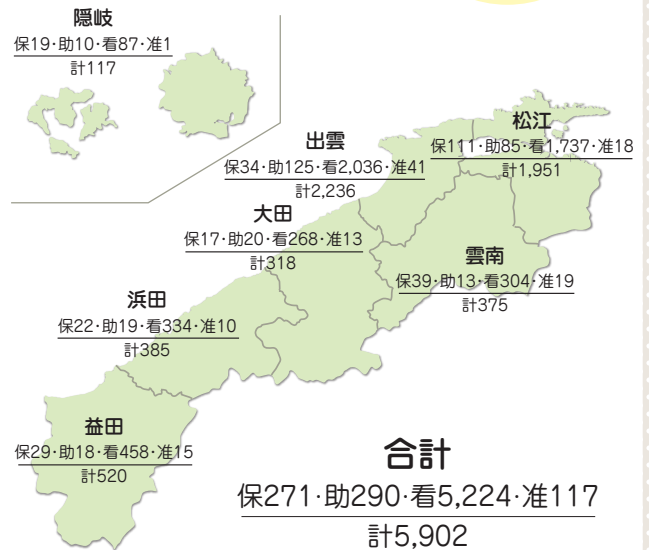 隠岐
保19·助10·看87·准1
計117
松江
保111·助85·看1,737·准18
計1,951
出雲
保34·助125·看2,036·准41
計2,236
大田
保17·助20·看268·准13
計318
雲南
保39·助13·看304·准19
計375
浜田
保22·助19·看334·准10
計385
益田
保29·助18·看458·准15
計520
合計
保271·助290·看5,224·准117
計5,902